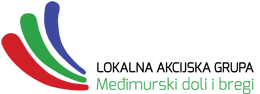 LOKALNA AKCIJSKA GRUPA
Međimurski doli i bregi